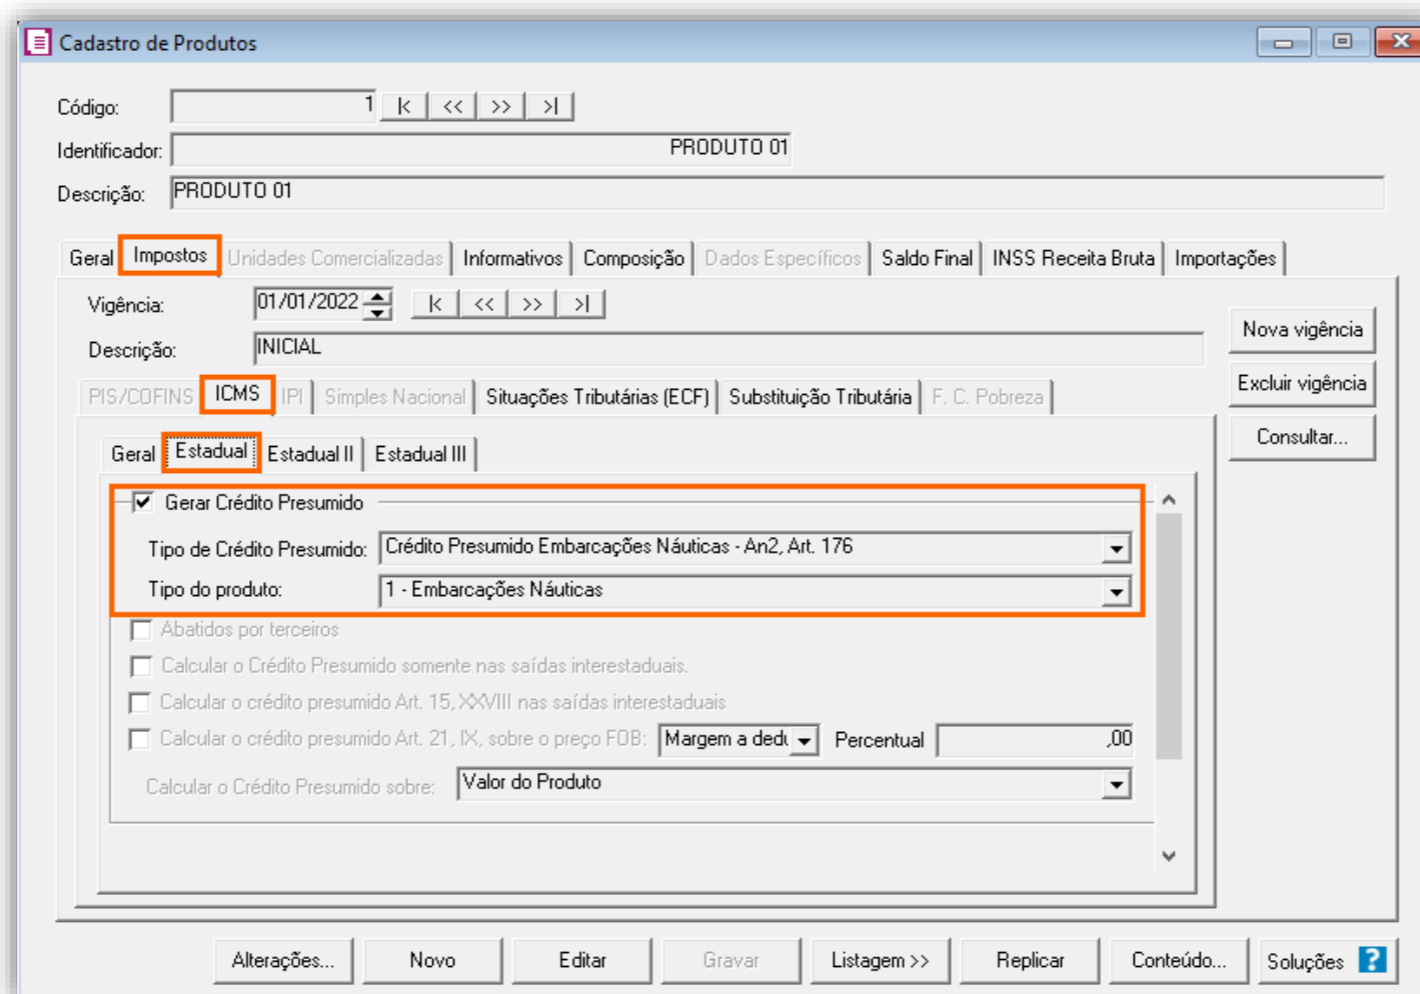 Cadastro de Produtos
Código: 1 |< << >> >|
Identificador: PRODUTO 01
Descrição: PRODUTO 01
Geral Impostos Unidades Comercializadas Informativos Composição Dados Específicos Saldo Final INSS Receita Bruta Importações
Vigência: 01/01/2022 |< << >> >|
Nova vigência
Descrição: INICIAL
Excluir vigência
PIS/COFINS ICMS IPI Simples Nacional Situações Tributárias (ECF) Substituição Tributária F. C. Pobreza
Consultar...
Geral Estadual Estadual II Estadual III
Gerar Crédito Presumido
Tipo de Crédito Presumido: Crédito Presumido Embarcações Náuticas - An2, Art. 176
Tipo do produto: 1 - Embarcações Náuticas
Abatidos por terceiros
Calcular o Crédito Presumido somente nas saídas interestaduais.
Calcular o crédito presumido Art. 15, XXVIII nas saídas interestaduais
Calcular o crédito presumido Art. 21, IX, sobre o preço FOB: Margem a dedu Percentual ,00
Calcular o Crédito Presumido sobre: Valor do Produto
Alterações... Novo Editar Gravar Listagem >> Replicar Conteúdo... Soluções ?